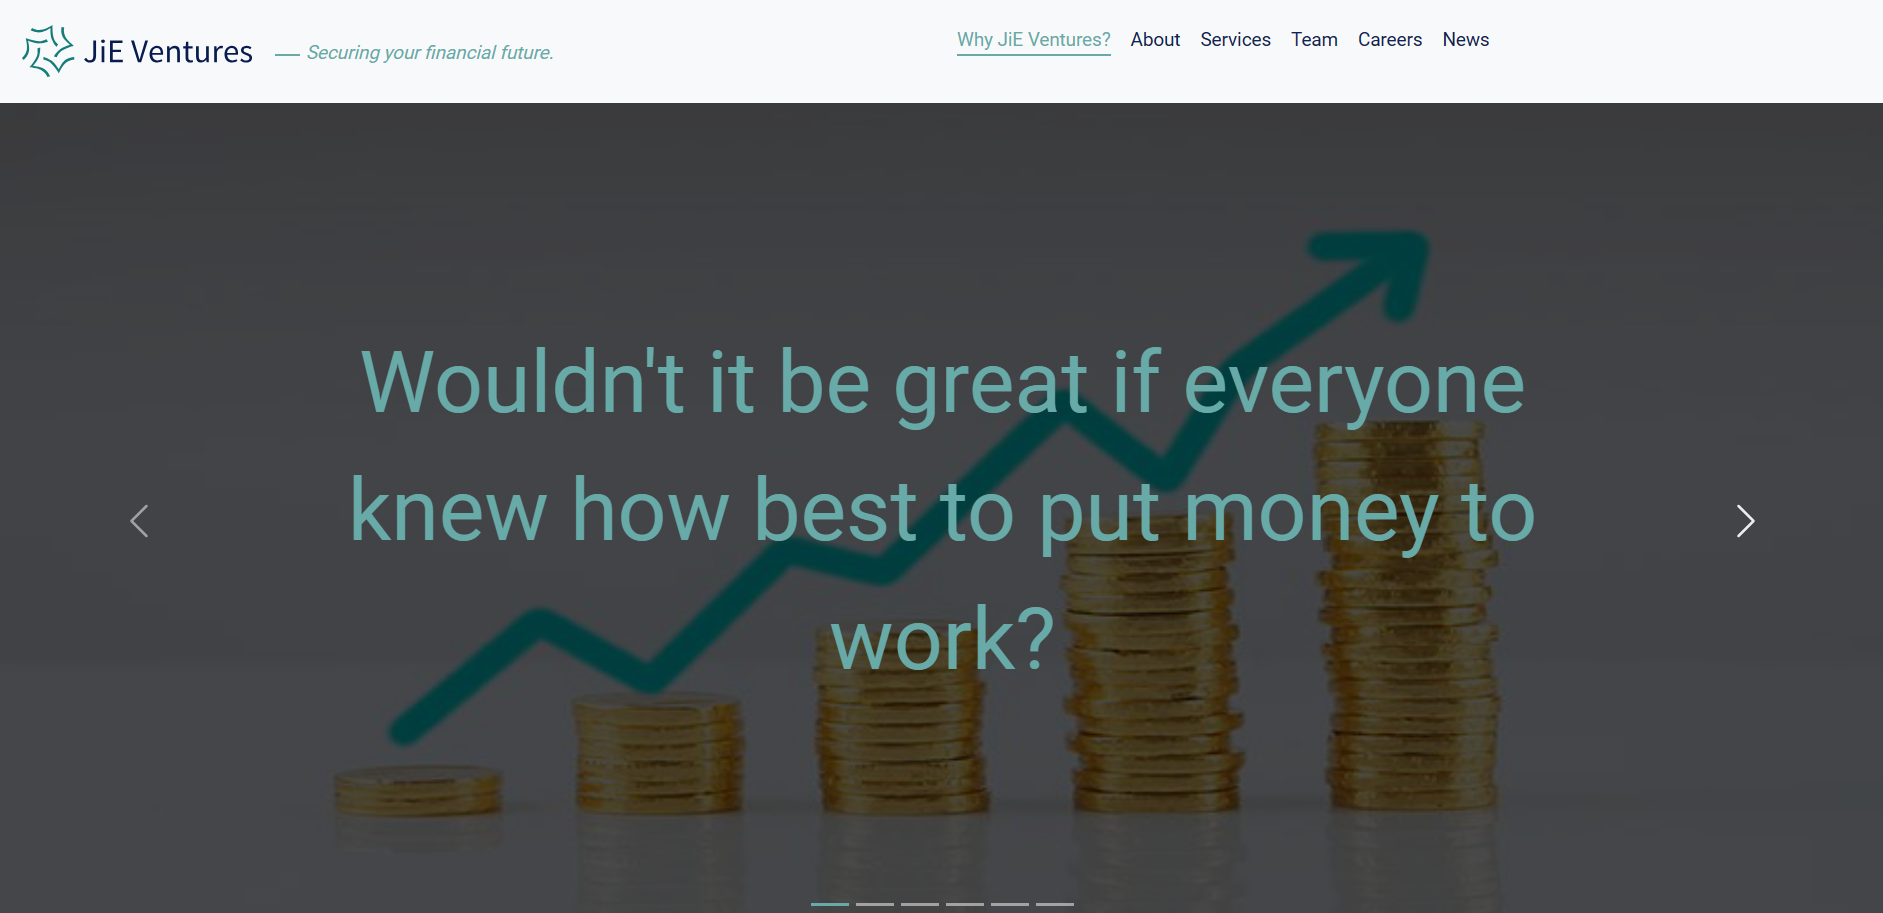 JiE Ventures
Securing your financial future.
Why JiE Ventures? About Services Team Careers News
Wouldn't it be great if everyone
knew how best to put money to
work?